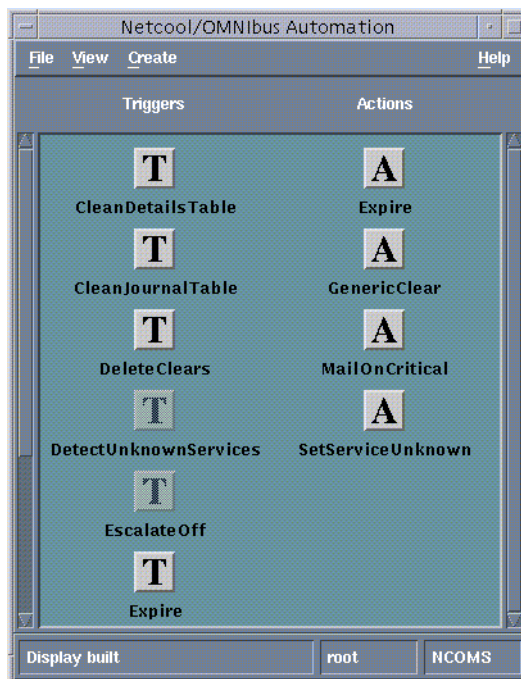 Netcool/OMNIbus Automation
File View Create Help
Triggers Actions
T A
CleanDetailsTable Expire
T A
CleanJournalTable GenericClear
T A
DeleteClears MailOnCritical
T A
DetectUnknownServices SetServiceUnknown
T
EscalateOff
T
Expire
Display built root NCOMS